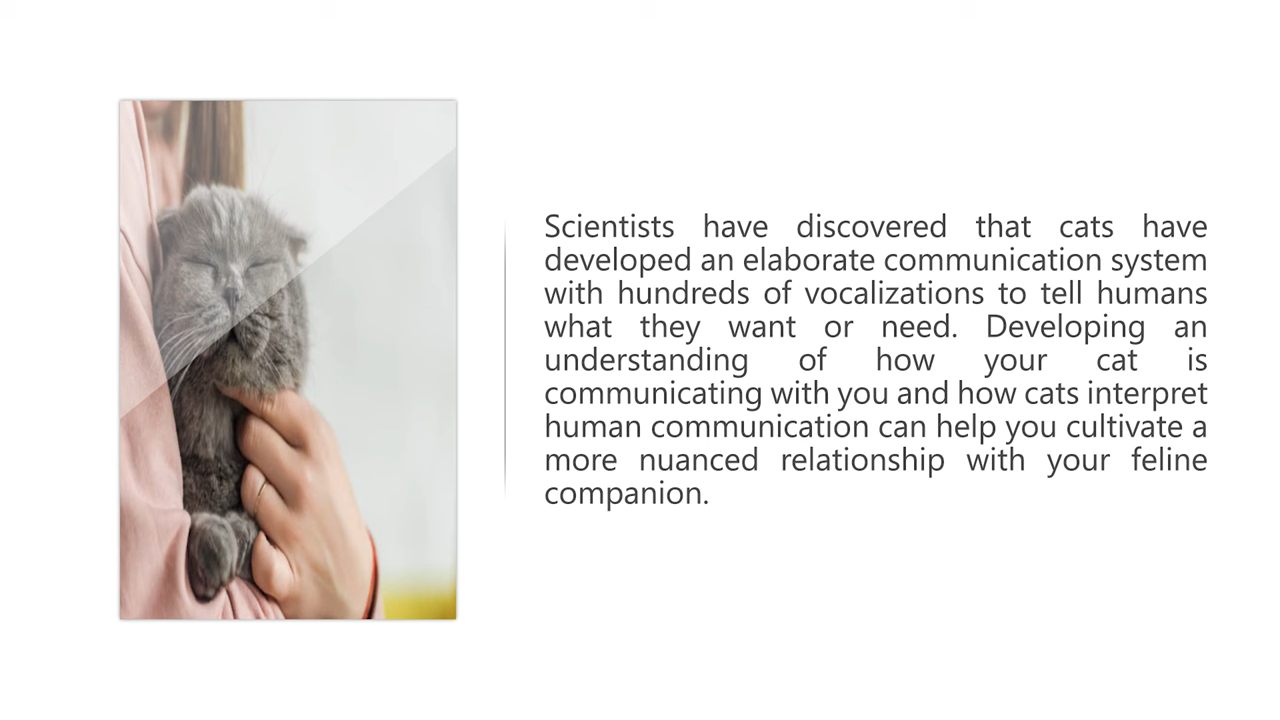 Scientists have discovered that cats have
developed an elaborate communication system
with hundreds of vocalizations to tell humans
what they want or need. Developing an
understanding of how your cat is
communicating with you and how cats interpret
human communication can help you cultivate a
more nuanced relationship with your feline
companion.